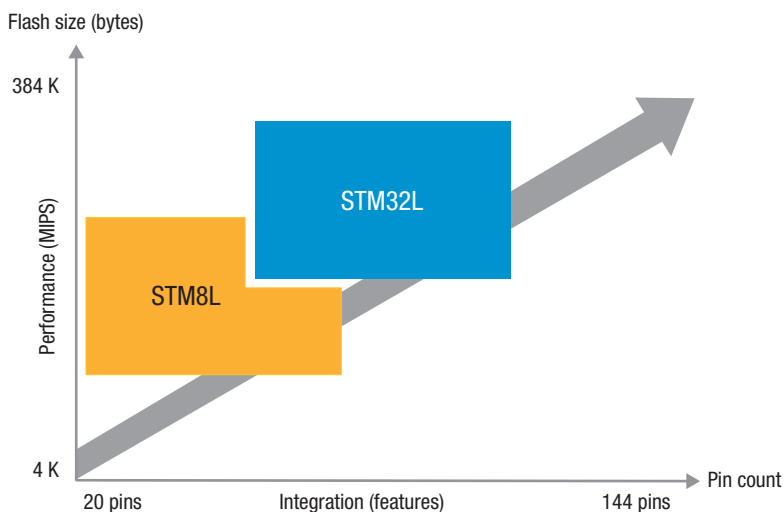 Flash size (bytes)
384 K
STM32L
Performance (MIPS)
STM8L
4 K
Pin count
20 pins
Integration (features)
144 pins